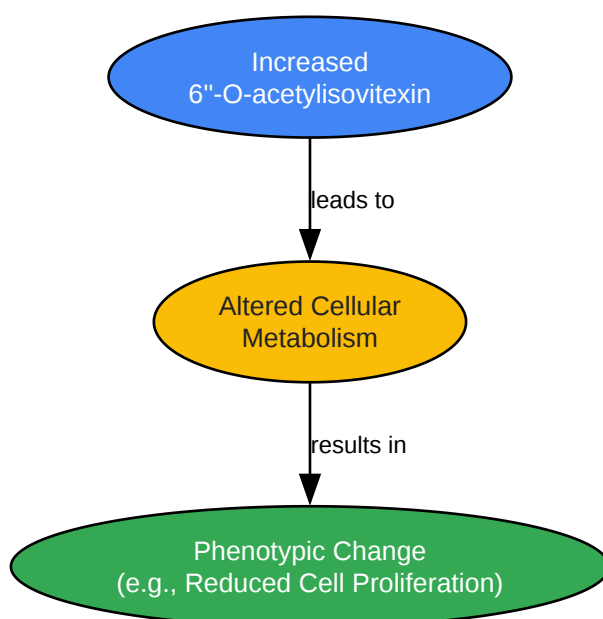 Increased
6"-O-acetylisovitexin
leads to
Altered Cellular
Metabolism
results in
Phenotypic Change
(e.g., Reduced Cell Proliferation)